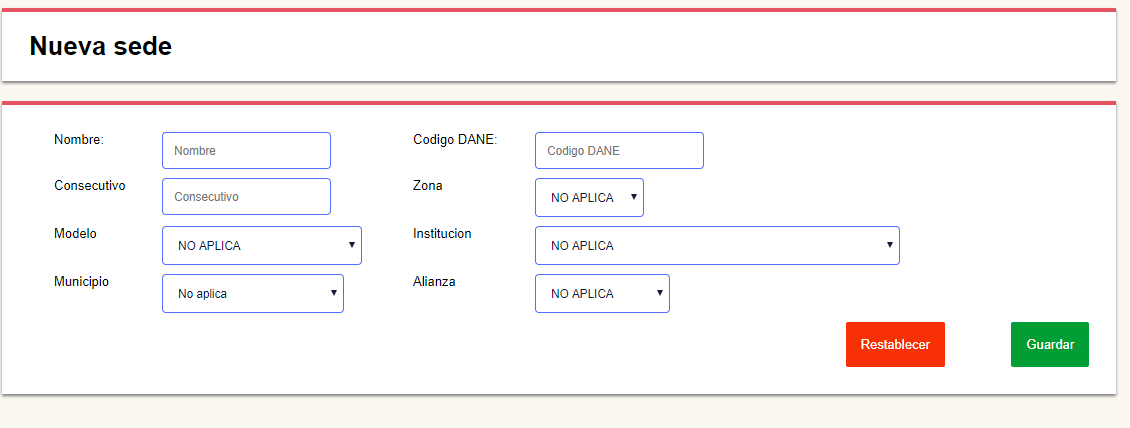 Nueva sede
Nombre: Nombre Codigo DANE: Codigo DANE
Consecutivo Consecutivo Zona NO APLICA
Modelo NO APLICA Institucion NO APLICA
Municipio No aplica Alianza NO APLICA
Restablecer Guardar